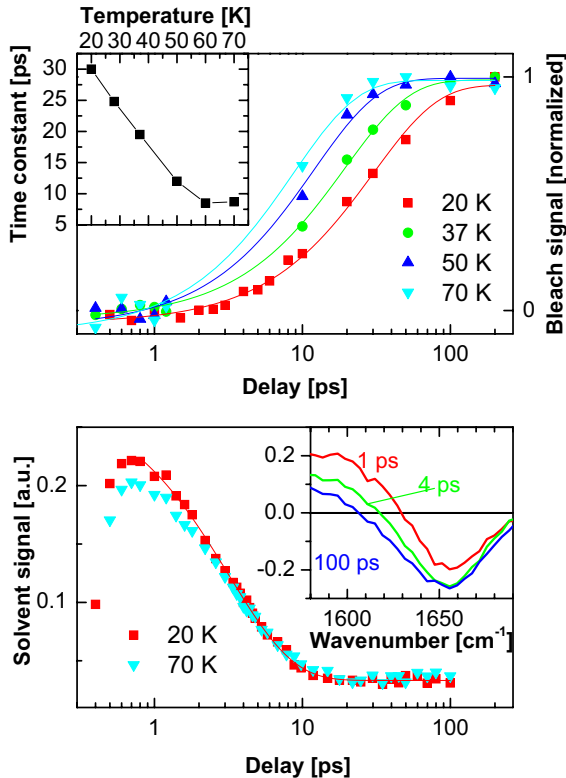 Temperature [K]
20 30 40 50 60 70
Time constant [ps]
30
25
20
15
10
5
1
0
Bleach signal [normalized]
20 K
37 K
50 K
70 K
1 10 100
Delay [ps]
Solvent signal [a.u.]
0.2
0.1
20 K
70 K
0.2
0.0
-0.2
1 ps
4 ps
100 ps
1600 1650
Wavenumber [cm-1]
1 10 100
Delay [ps]